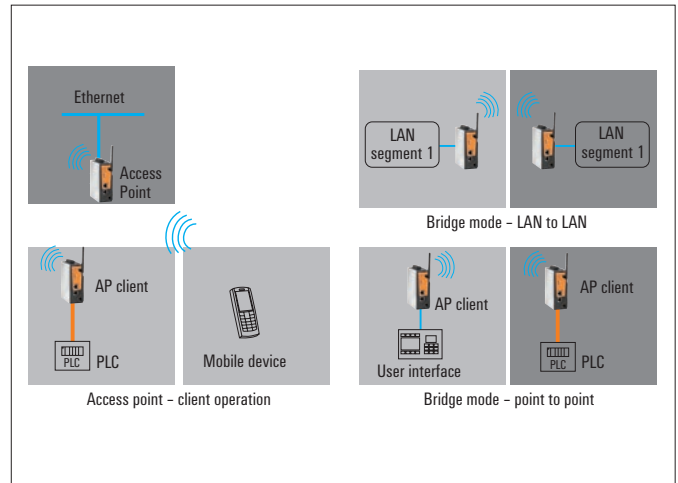 Ethernet
Access
Point
AP client
PLC
PLC
Mobile device
Access point – client operation
LAN
segment 1
LAN
segment 1
Bridge mode – LAN to LAN
AP client
User interface
AP client
PLC
PLC
Bridge mode – point to point